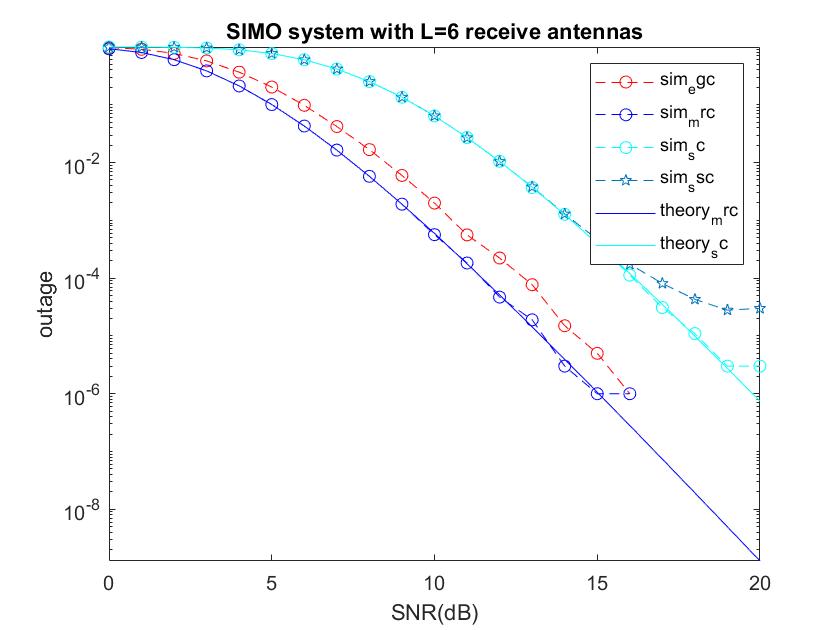 SIMO system with L=6 receive antennas
sim_egc
sim_mrc
sim_sc
sim_ssc
theory_mrc
theory_sc
10^-2
10^-4
10^-6
10^-8
outage
0 5 10 15 20
SNR(dB)